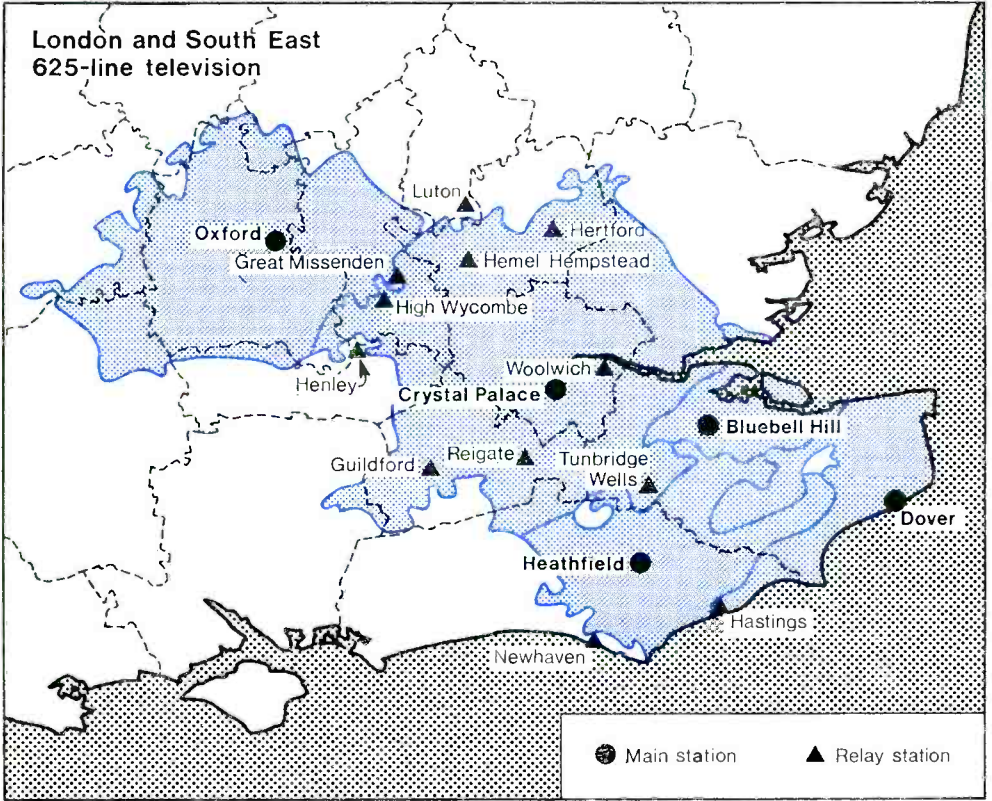 London and South East
625-line television
Luton
Oxford
Hertford
Great Missenden
Hemel Hempstead
High Wycombe
Woolwich
Henley
Crystal Palace
Bluebell Hill
Guildford
Reigate
Tunbridge
Wells
Dover
Heathfield
Hastings
Newhaven
Main station
Relay station